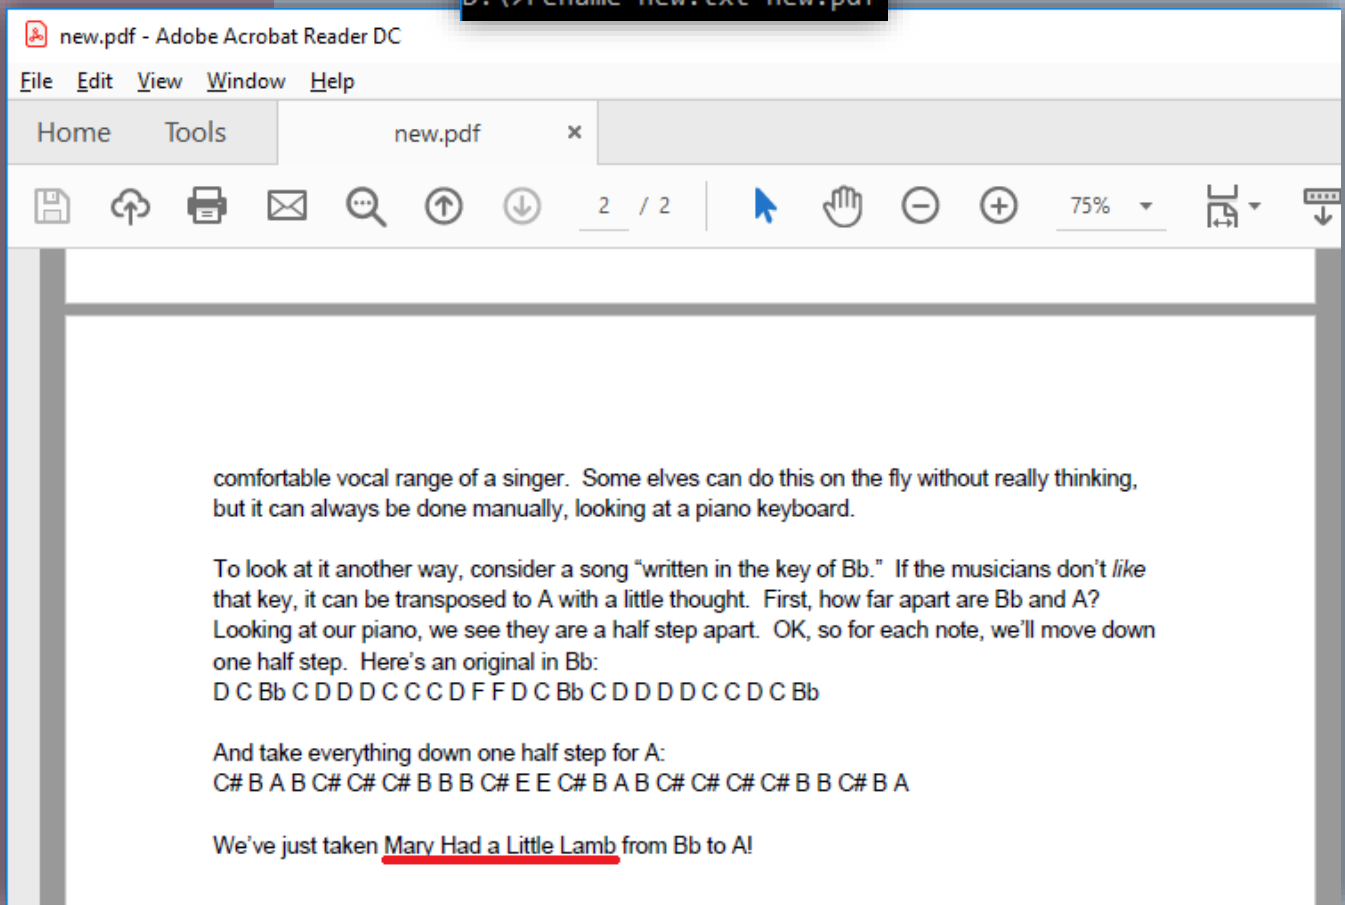 D:\>rename new.txt new.pdf
new.pdf - Adobe Acrobat Reader DC
File Edit View Window Help
Home Tools new.pdf ×
2 / 2 75%
comfortable vocal range of a singer.  Some elves can do this on the fly without really thinking,
but it can always be done manually, looking at a piano keyboard.
To look at it another way, consider a song “written in the key of Bb.”  If the musicians don’t like
that key, it can be transposed to A with a little thought.  First, how far apart are Bb and A?
Looking at our piano, we see they are a half step apart.  OK, so for each note, we’ll move down
one half step.  Here’s an original in Bb:
D C Bb C D D D C C C D F F D C Bb C D D D D C C D C Bb
And take everything down one half step for A:
C# B A B C# C# C# B B B C# E E C# B A B C# C# C# C# B B C# B A
We’ve just taken Mary Had a Little Lamb from Bb to A!